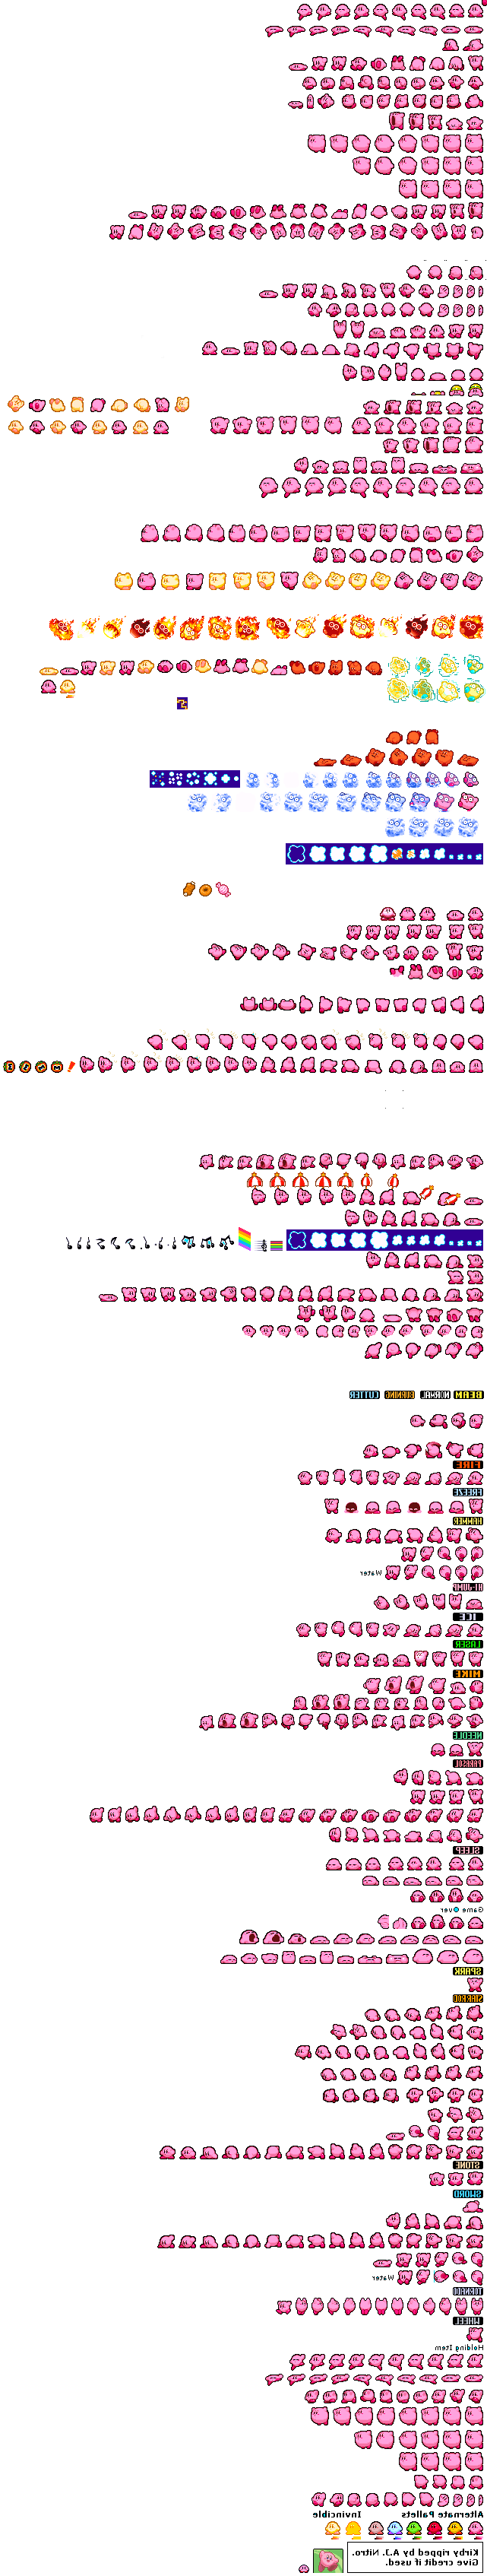 BEAM NORMAL BURNING CUTTER
FIRE
FREEZE
HAMMER
Water
HI-JUMP
ICE
LASER
MIKE
NEEDLE
PARASOL
SLEEP
Game Over
SPARK
STARROD
STONE
SWORD
Water
TORNADO
WHEEL
Holding Item
Alternate Pallets Invincible
Kirby ripped by A.J. Nitro.
Give credit if used.